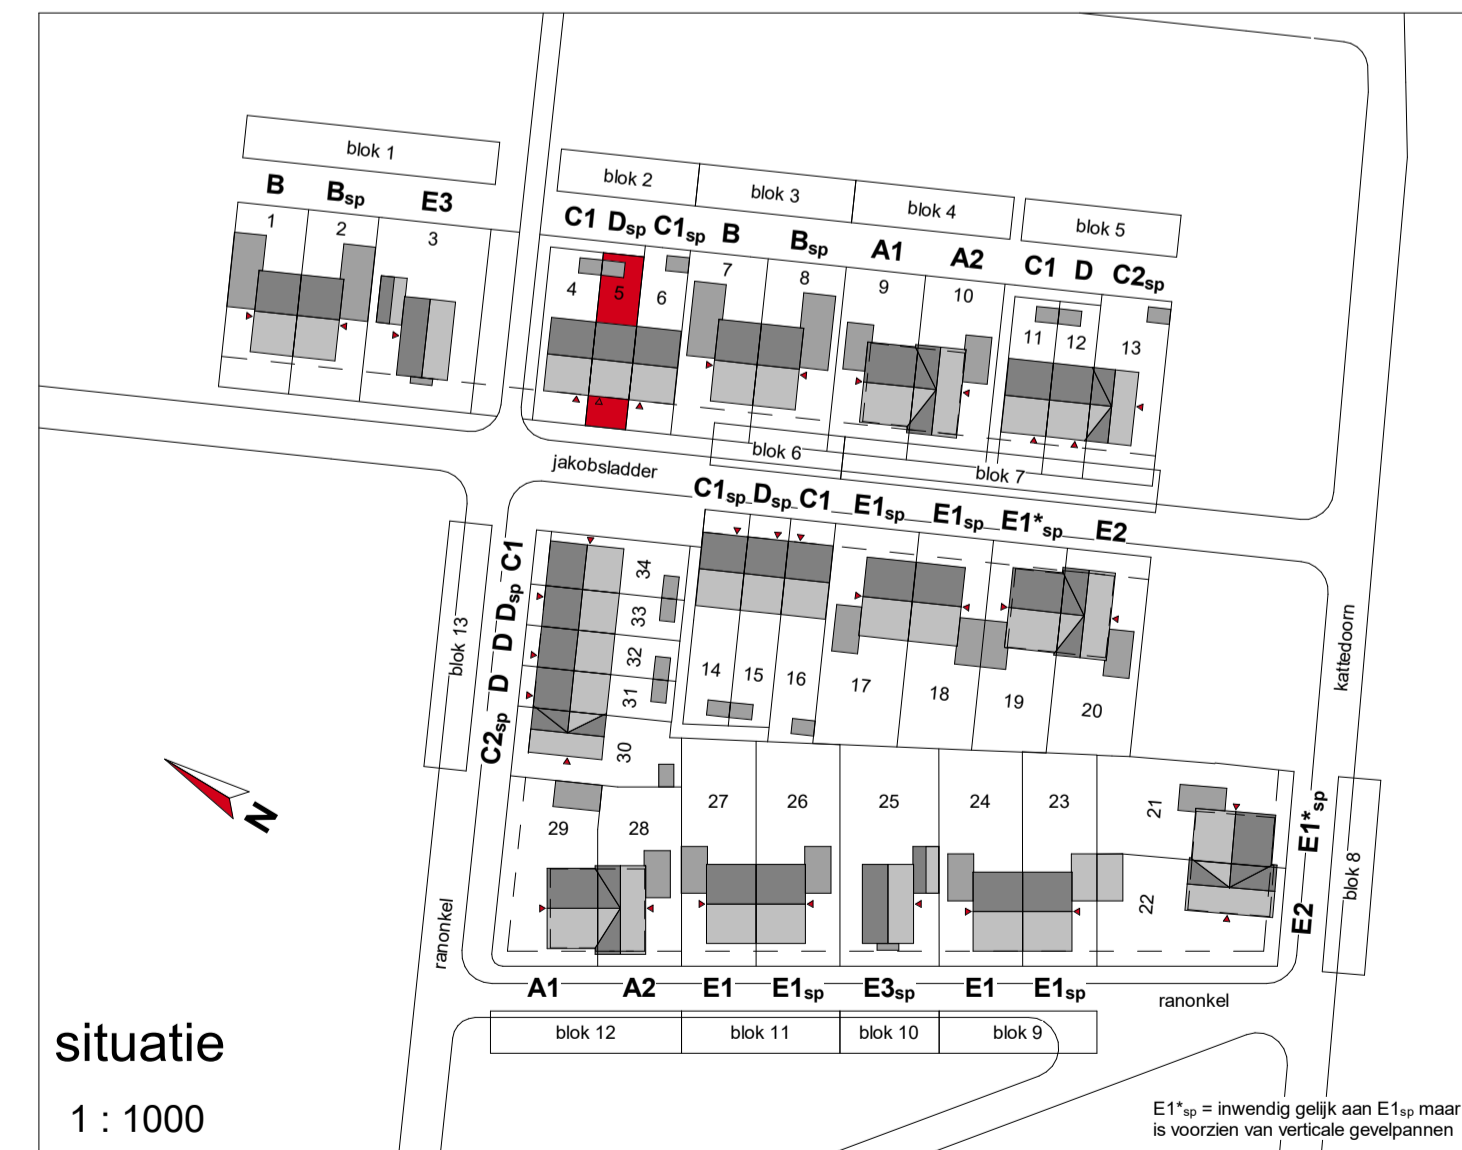 blok 1
B Bsp E3
1 2 3
blok 2 blok 3 blok 4 blok 5
C1 Dsp C1sp B Bsp A1 A2 C1 D C2sp
4 5 6 7 8 9 10 11 12 13
jakobsladder
blok 6 blok 7
C1sp Dsp C1 E1sp E1sp E1*sp E2
14 15 16 17 18 19 20
blok 13
C2sp D D Dsp C1
34
33
32
31
30
kattedoorn
N
29 28 27 26 25 24 23 22 21
E2 E1*sp
blok 8
ranonkel
A1 A2 E1 E1sp E3sp E1 E1sp
ranonkel
blok 12 blok 11 blok 10 blok 9
situatie
1 : 1000
E1*sp = inwendig gelijk aan E1sp maar
is voorzien van verticale gevelpannen